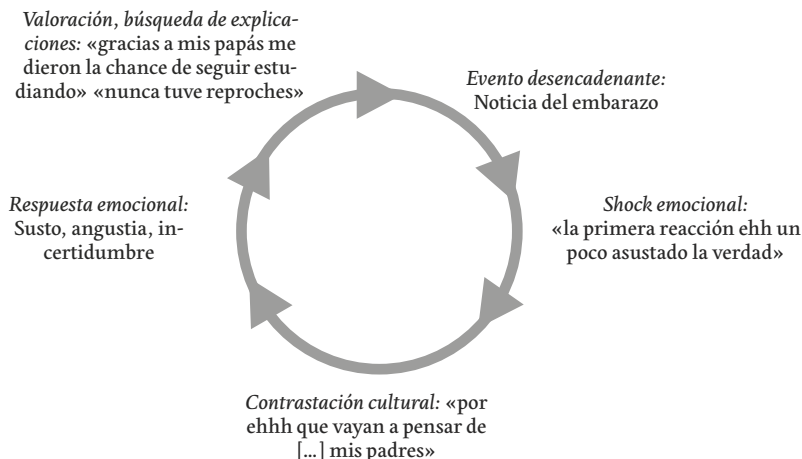 Valoración, búsqueda de explica-
ciones: «gracias a mis papás me
dieron la chance de seguir estu-
diando» «nunca tuve reproches»
Evento desencadenante:
Noticia del embarazo
Shock emocional:
«la primera reacción ehh un
poco asustado la verdad»
Contrastación cultural: «por
ehhh que vayan a pensar de
[...] mis padres»
Respuesta emocional:
Susto, angustia, in-
certidumbre